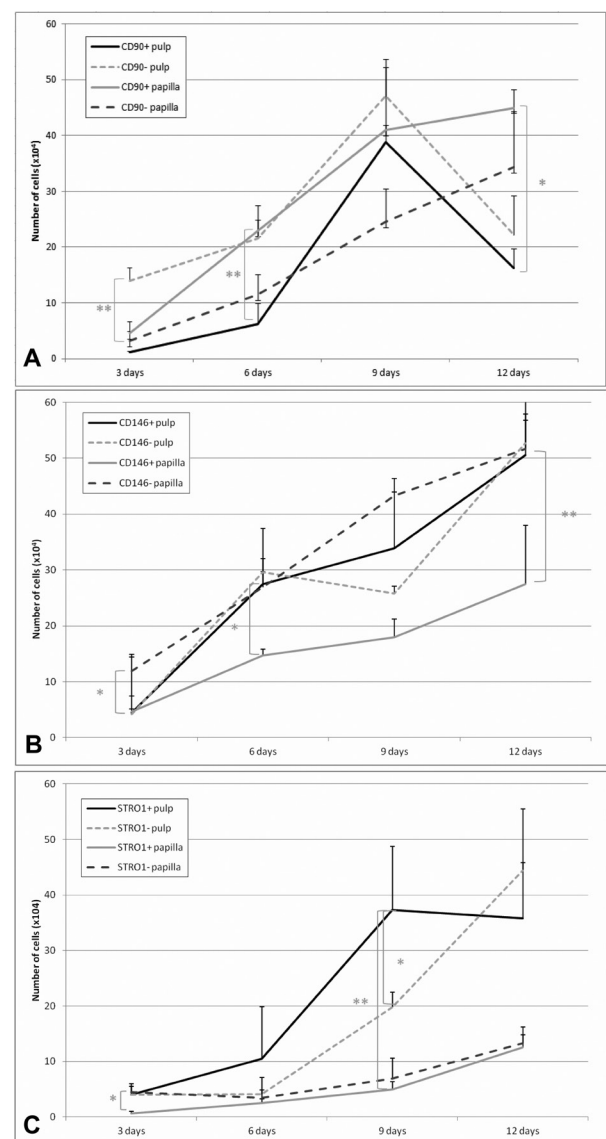 60
50
40
30
20
10
0
Number of cells (x10⁴)
CD90+ pulp
CD90- pulp
CD90+ papilla
CD90- papilla
**
**
*
3 days 6 days 9 days 12 days
A
60
50
40
30
20
10
0
Number of cells (x10⁴)
CD146+ pulp
CD146- pulp
CD146+ papilla
CD146- papilla
*
*
**
3 days 6 days 9 days 12 days
B
60
50
40
30
20
10
0
Number of cells (x104)
STRO1+ pulp
STRO1- pulp
STRO1+ papilla
STRO1- papilla
*
**
*
3 days 6 days 9 days 12 days
C